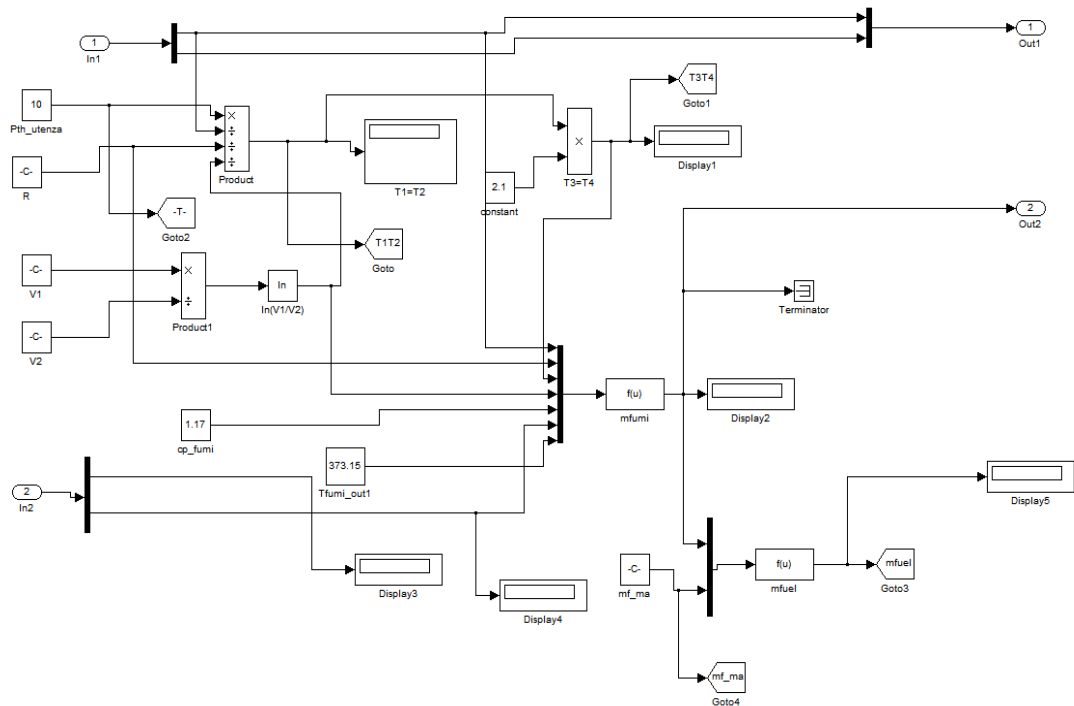 1
In1
1
Out1
T3T4
Goto1
10
Pth_utenza
×
÷
÷
÷
Product
T1=T2
×
T3=T4
Display1
-C-
R
2.1
constant
-T-
Goto2
T1T2
Goto
2
Out2
-C-
V1
×
÷
Product1
ln
ln(V1/V2)
Terminator
-C-
V2
f(u)
mfumi
Display2
1.17
cp_fumi
373.15
Tfumi_out1
2
In2
Display5
Display3
Display4
-C-
mf_ma
f(u)
mfuel
mfuel
Goto3
mf_ma
Goto4